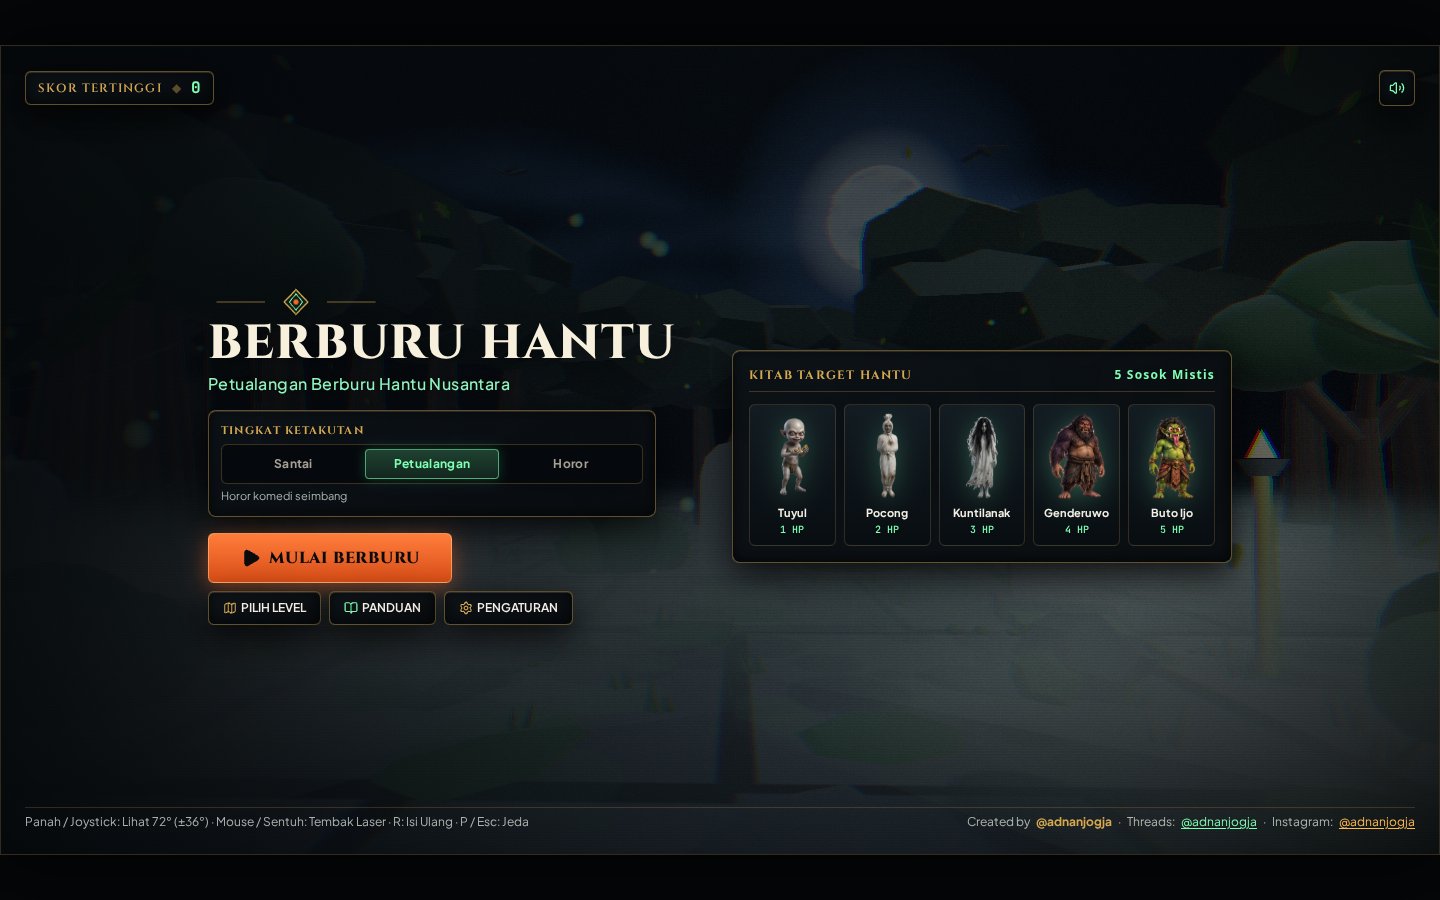 SKOR TERTINGGI ◆ 0
BERBURU HANTU
Petualangan Berburu Hantu Nusantara
TINGKAT KETAKUTAN
Santai Petualangan Horor
Horor komedi seimbang
MULAI BERBURU
PILIH LEVEL PANDUAN PENGATURAN
KITAB TARGET HANTU 5 Sosok Mistis
Tuyul Pocong Kuntilanak Genderuwo Buto Ijo
1 HP 2 HP 3 HP 4 HP 5 HP
Panah / Joystick: Lihat 72° (±36°) · Mouse / Sentuh: Tembak Laser · R: Isi Ulang · P / Esc: Jeda
Created by @adnanjogja · Threads: @adnanjogja · Instagram: @adnanjogja